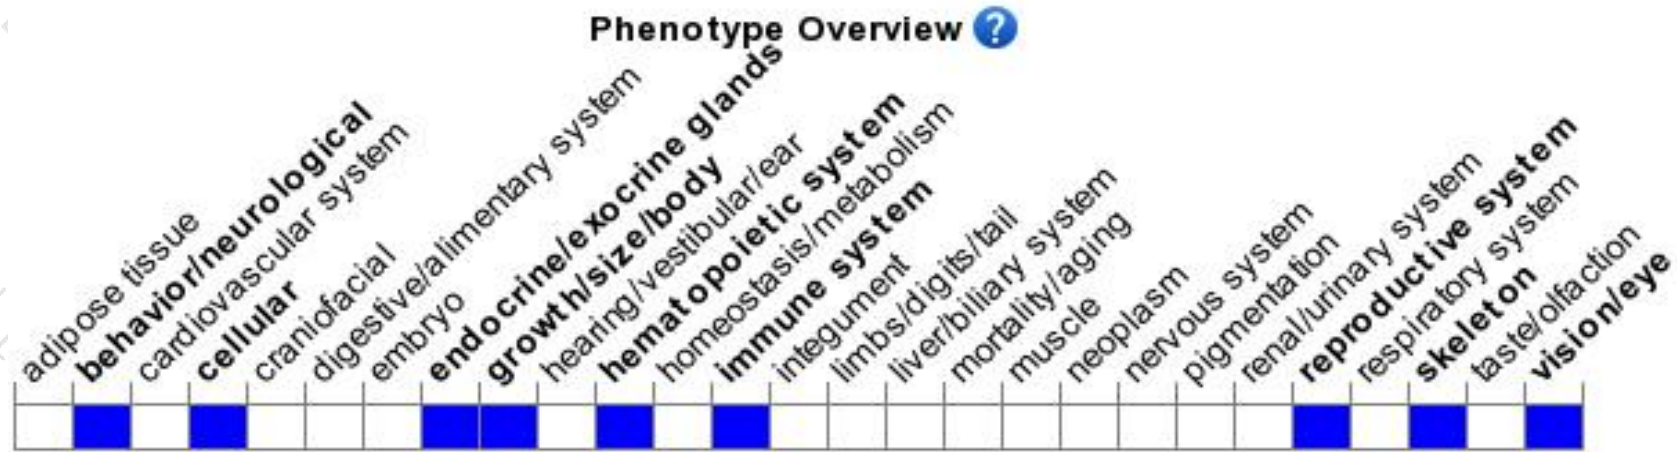 Phenotype Overview ?
adipose tissue
behavior/neurological
cardiovascular system
cellular
craniofacial
digestive/alimentary system
embryo
endocrine/exocrine glands
growth/size/body
hearing/vestibular/ear
hematopoietic system
homeostasis/metabolism
immune system
integument
limbs/digits/tail
liver/biliary system
mortality/aging
muscle
neoplasm
nervous system
pigmentation
renal/urinary system
reproductive system
respiratory system
skeleton
taste/olfaction
vision/eye